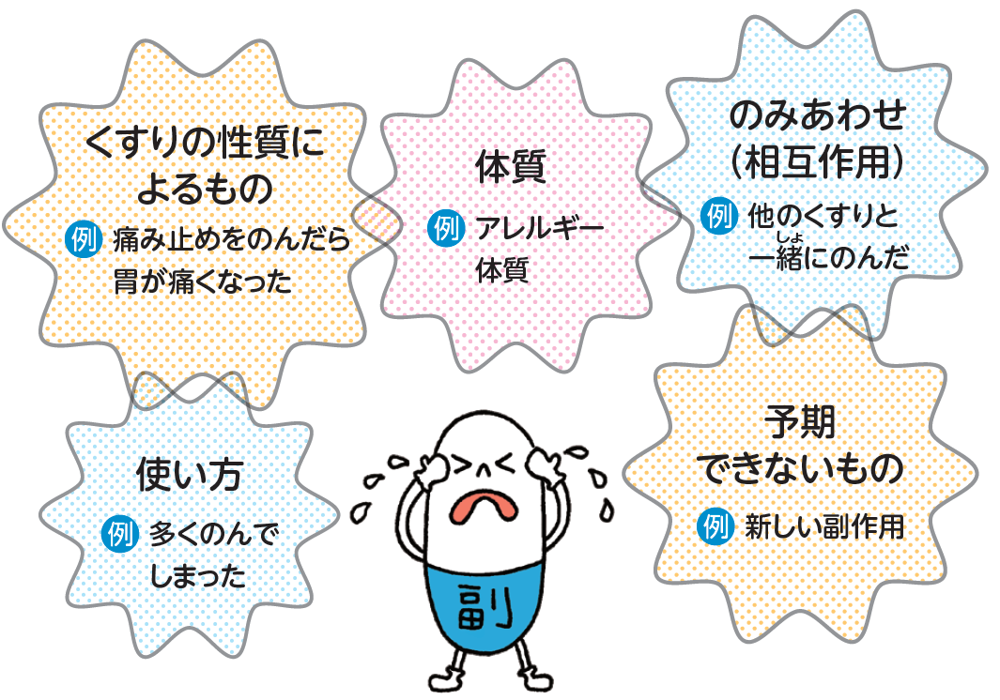 くすりの性質に
よるもの
例 痛み止めをのんだら
胃が痛くなった
体質
例 アレルギー
体質
のみあわせ
(相互作用)
例 他のくすりと
しょ
一緒にのんだ
使い方
例 多くのんで
しまった
予期
できないもの
例 新しい副作用
副